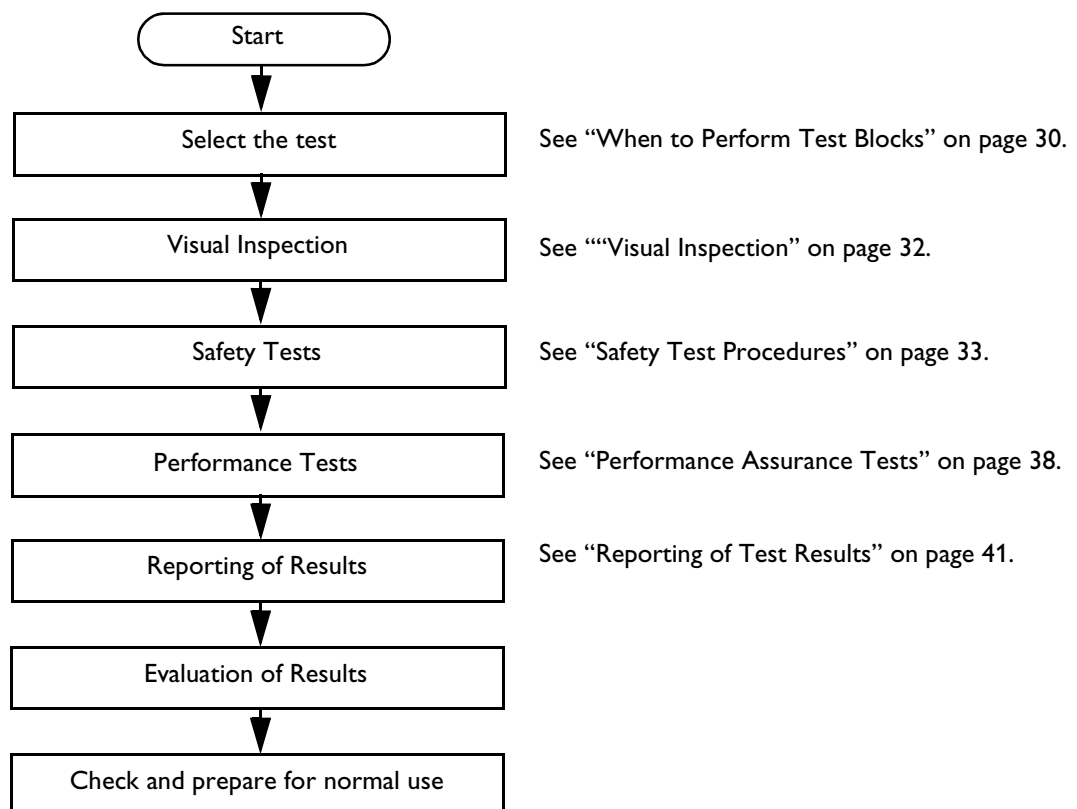 Start
Select the test
See “When to Perform Test Blocks” on page 30.
Visual Inspection
See ““Visual Inspection” on page 32.
Safety Tests
See “Safety Test Procedures” on page 33.
Performance Tests
See “Performance Assurance Tests” on page 38.
Reporting of Results
See “Reporting of Test Results” on page 41.
Evaluation of Results
Check and prepare for normal use